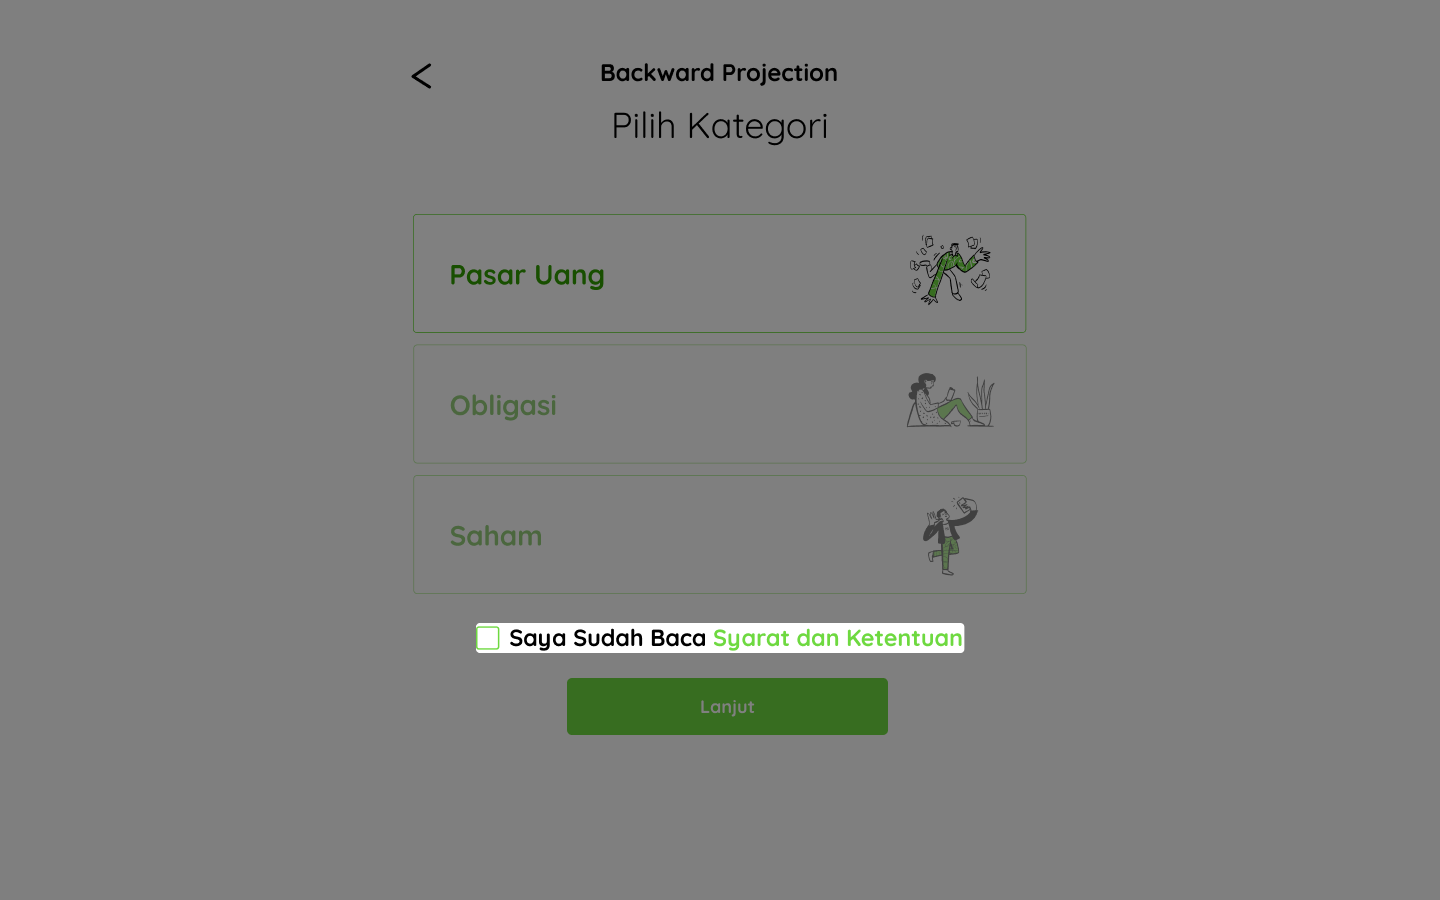 Backward Projection
Pilih Kategori
Pasar Uang
Obligasi
Saham
Saya Sudah Baca Syarat dan Ketentuan
Lanjut